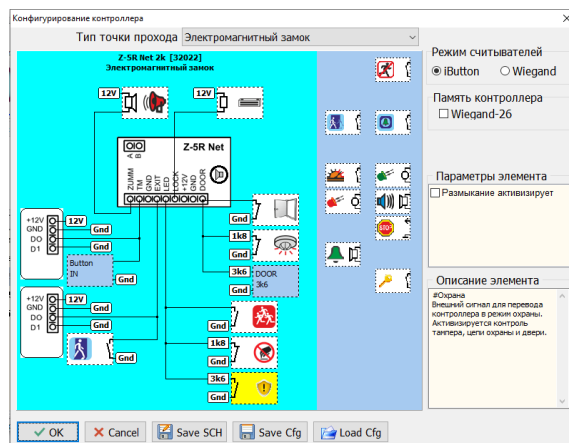 Конфигурирование контроллера
Тип точки прохода Электромагнитный замок
Z-5R Net 2k [32022]
Электромагнитный замок
12V
12V
A
B
Z-5R Net
ZUMM
TM
GND
EXIT
LED
LOCK
+12V
GND
DOOR
+12V
GND
DO
D1
12V
Gnd
Gnd
Button
IN
Gnd
+12V
GND
DO
D1
12V
Gnd
Gnd
Gnd
Gnd
1k8
Gnd
3k6
Gnd
DOOR
3k6
Gnd
1k8
Gnd
3k6
Gnd
STOP
Режим считывателей
iButton
Wiegand
Память контроллера
Wiegand-26
Параметры элемента
Размыкание активизирует
Описание элемента
#Охрана
Внешний сигнал для перевода
контроллера в режим охраны.
Активизируется контроль
тампера, цепи охраны и двери.
OK
Cancel
Save SCH
Save Cfg
Load Cfg